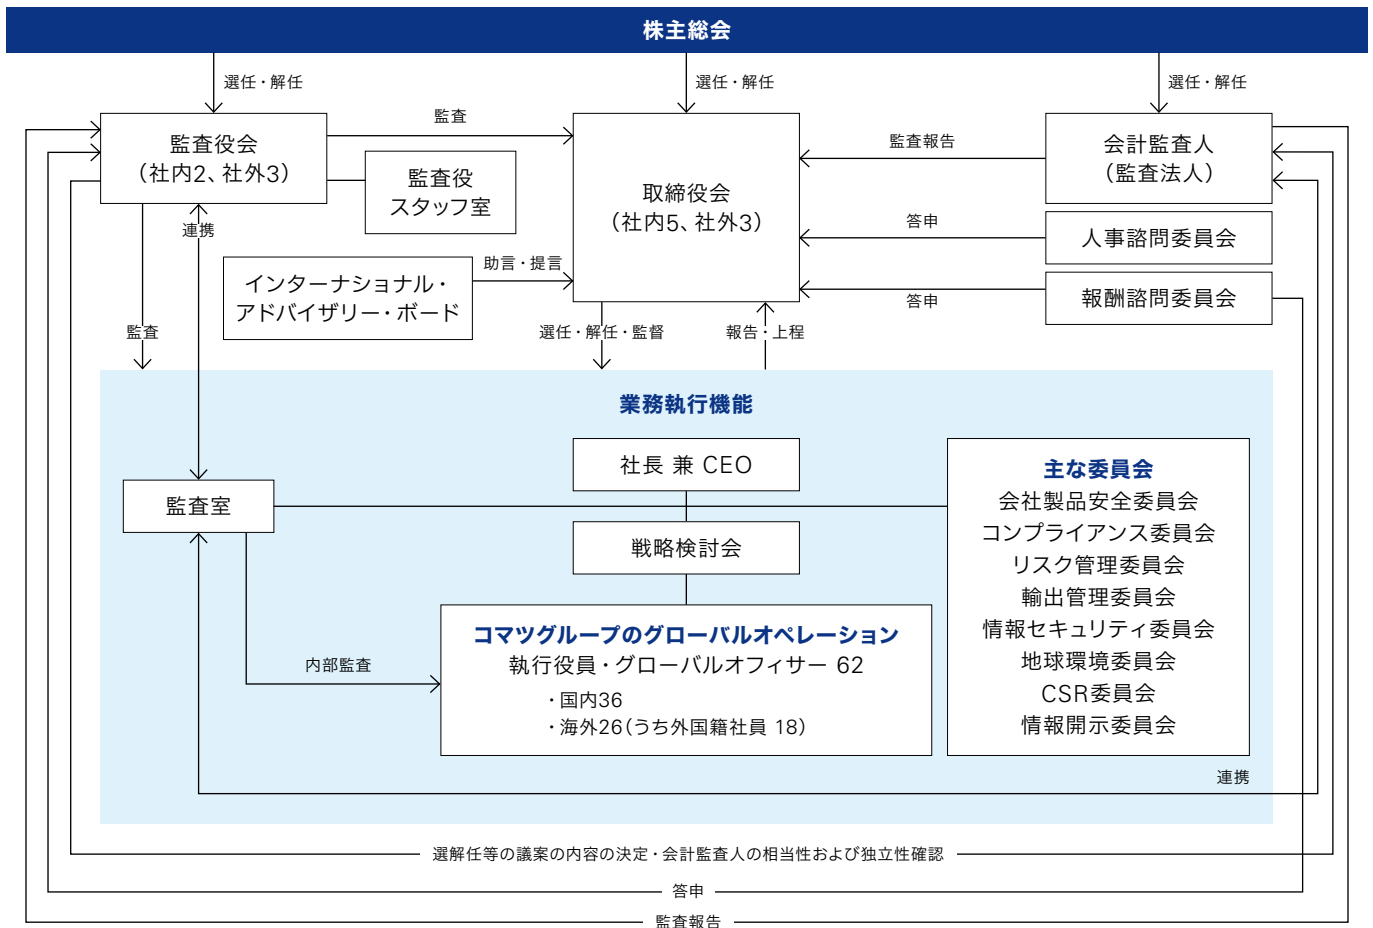 株主総会
選任・解任
選任・解任
選任・解任
監査役会
（社内2、社外3）
監査
監査役
スタッフ室
取締役会
（社内5、社外3）
監査報告
会計監査人
（監査法人）
連携
答申
人事諮問委員会
インターナショナル・
アドバイザリー・ボード
助言・提言
答申
報酬諮問委員会
監査
選任・解任・監督
報告・上程
業務執行機能
社長 兼 CEO
監査室
戦略検討会
主な委員会
会社製品安全委員会
コンプライアンス委員会
リスク管理委員会
輸出管理委員会
情報セキュリティ委員会
地球環境委員会
CSR委員会
情報開示委員会
内部監査
コマツグループのグローバルオペレーション
執行役員・グローバルオフィサー 62
・国内36
・海外26（うち外国籍社員 18）
連携
選解任等の議案の内容の決定・会計監査人の相当性および独立性確認
答申
監査報告